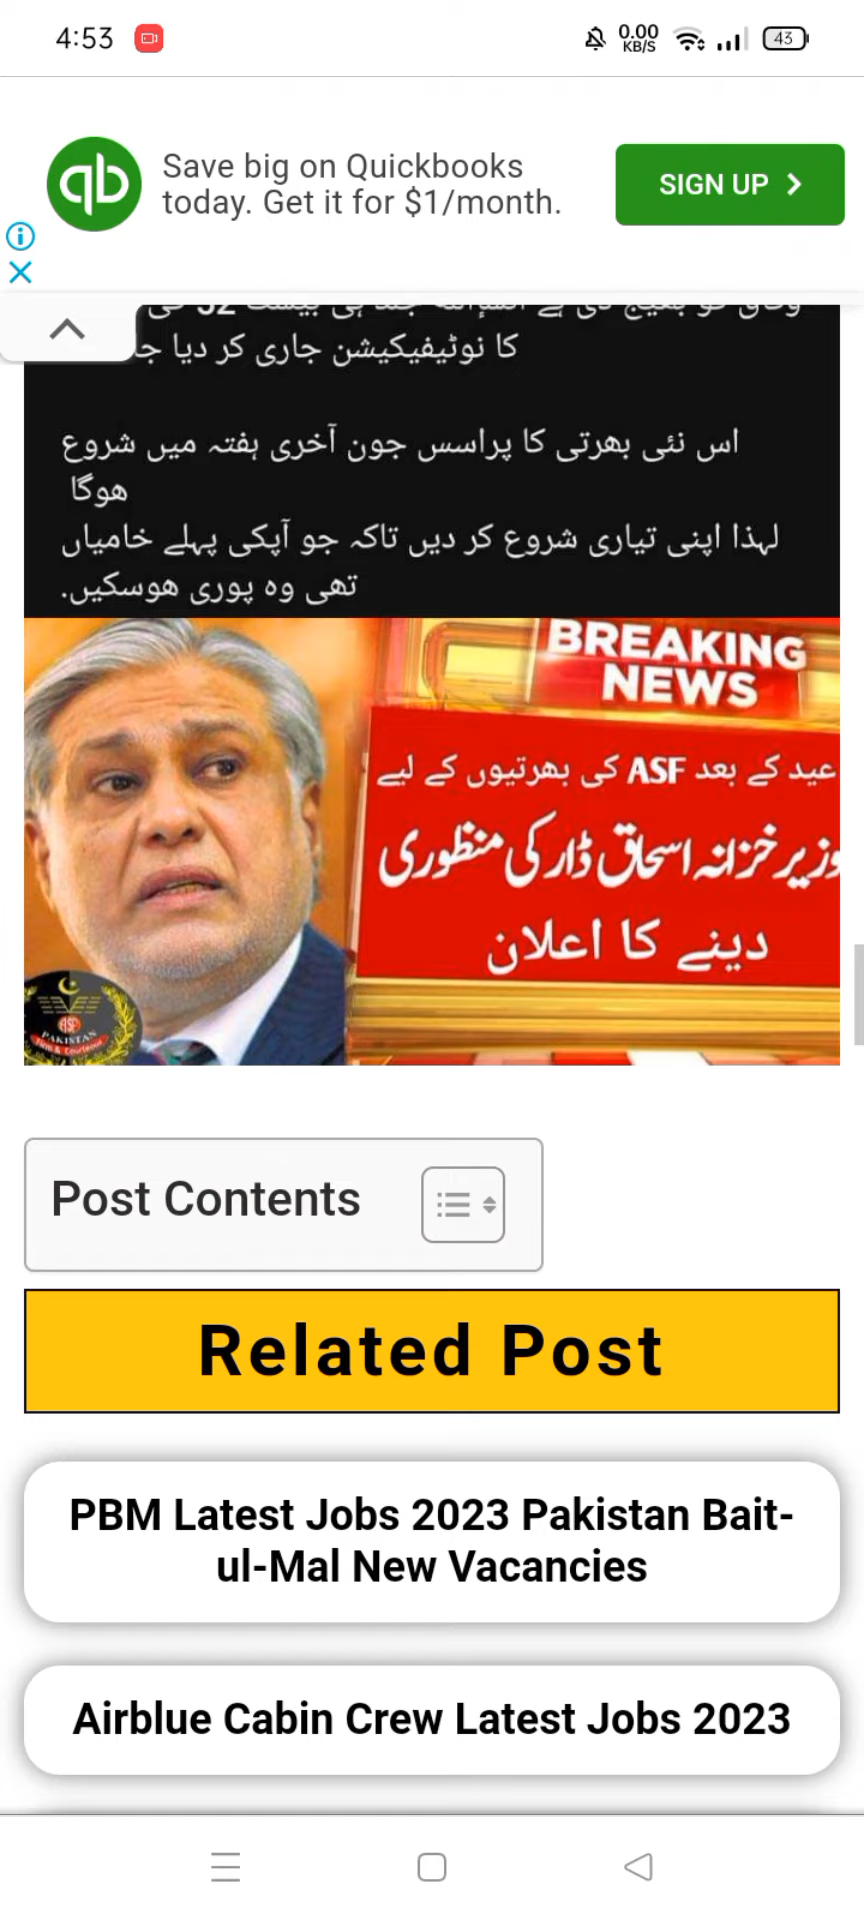 4:53
0.00
KB/S
43
Save big on Quickbooks
today. Get it for $1/month.
SIGN UP
کا نوٹیفیکیشن جاری کر دیا
اس نئی بھرتی کا پراسس جون آخری ہفتہ میں شروع
ھوگا
لہذا اپنی تیاری شروع کر دیں تاکہ جو آپکی پہلے خامیاں
تھی وہ پوری ھوسکیں.
BREAKING
NEWS
عید کے بعد ASF کی بھرتیوں کے لیے
وزیر خزانہ اسحاق ڈار کی منظوری
دینے کا اعلان
ASF
PAKISTAN
Post Contents
Related Post
PBM Latest Jobs 2023 Pakistan Bait-
ul-Mal New Vacancies
Airblue Cabin Crew Latest Jobs 2023